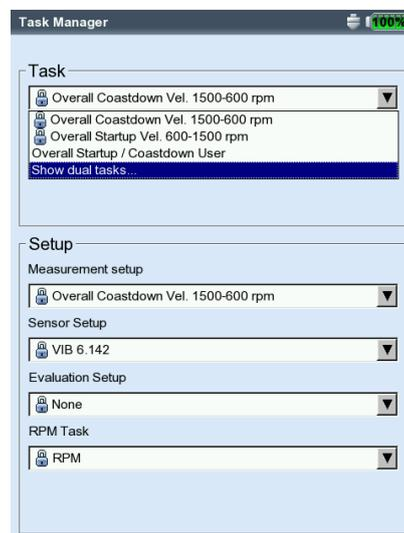 Task Manager
100%
Task
Overall Coastdown Vel. 1500-600 rpm
Overall Coastdown Vel. 1500-600 rpm
Overall Startup Vel. 600-1500 rpm
Overall Startup / Coastdown User
Show dual tasks...
Setup
Measurement setup
Overall Coastdown Vel. 1500-600 rpm
Sensor Setup
VIB 6.142
Evaluation Setup
None
RPM Task
RPM